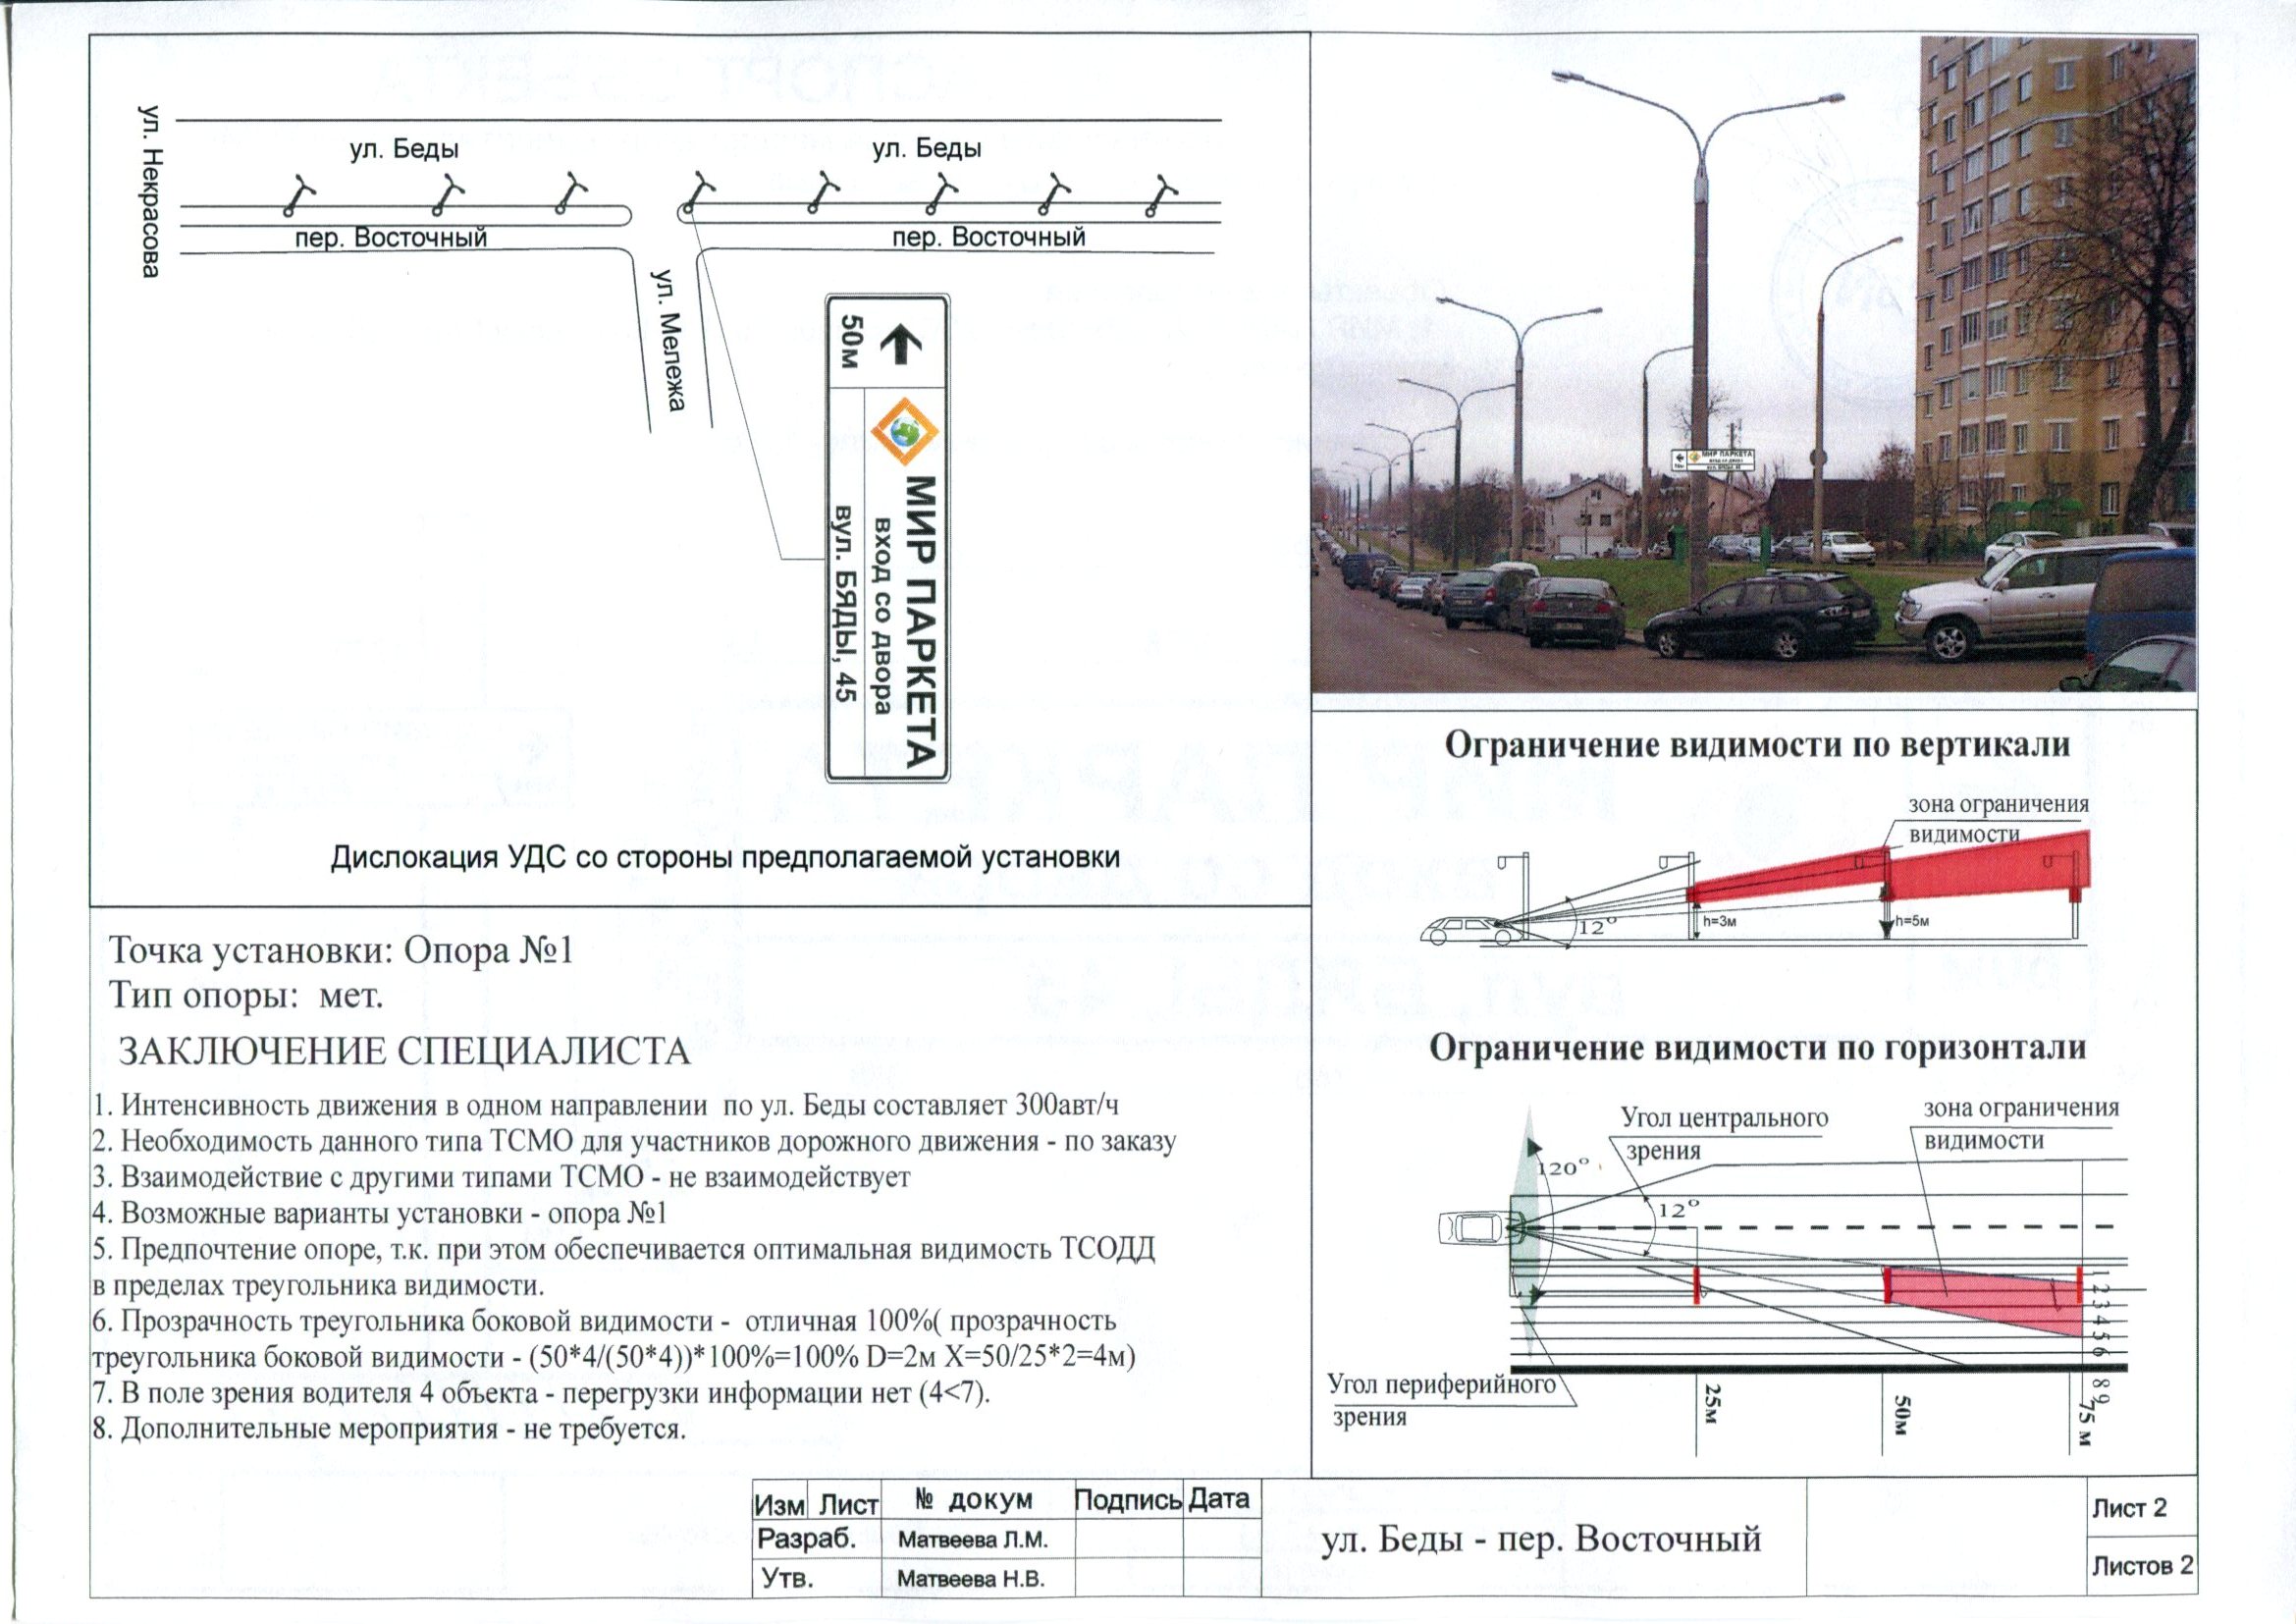 ул. Некрасова
ул. Беды
ул. Беды
пер. Восточный
пер. Восточный
ул. Мележа
50м
МИР ПАРКЕТА
вход со двора
вул. БЯДЫ, 45
Дислокация УДС со стороны предполагаемой установки
МИР ПАРКЕТА
Ограничение видимости по вертикали
зона ограничения
видимости
12°
h=3м
h=5м
Ограничение видимости по горизонтали
Угол центрального
зрения
зона ограничения
видимости
120°
12°
1 2 3 4 5 6 8 9
Угол периферийного
зрения
25м
50м
75 м
Точка установки: Опора №1
Тип опоры: мет.
ЗАКЛЮЧЕНИЕ СПЕЦИАЛИСТА
1. Интенсивность движения в одном направлении по ул. Беды составляет 300авт/ч
2. Необходимость данного типа ТСМО для участников дорожного движения - по заказу
3. Взаимодействие с другими типами ТСМО - не взаимодействует
4. Возможные варианты установки - опора №1
5. Предпочтение опоре, т.к. при этом обеспечивается оптимальная видимость ТСОДД
в пределах треугольника видимости.
6. Прозрачность треугольника боковой видимости - отличная 100%( прозрачность
треугольника боковой видимости - (50*4/(50*4))*100%=100% D=2м X=50/25*2=4м)
7. В поле зрения водителя 4 объекта - перегрузки информации нет (4<7).
8. Дополнительные мероприятия - не требуется.
Изм Лист № докум Подпись Дата
Разраб. Матвеева Л.М.
Утв. Матвеева Н.В.
ул. Беды - пер. Восточный
Лист 2
Листов 2